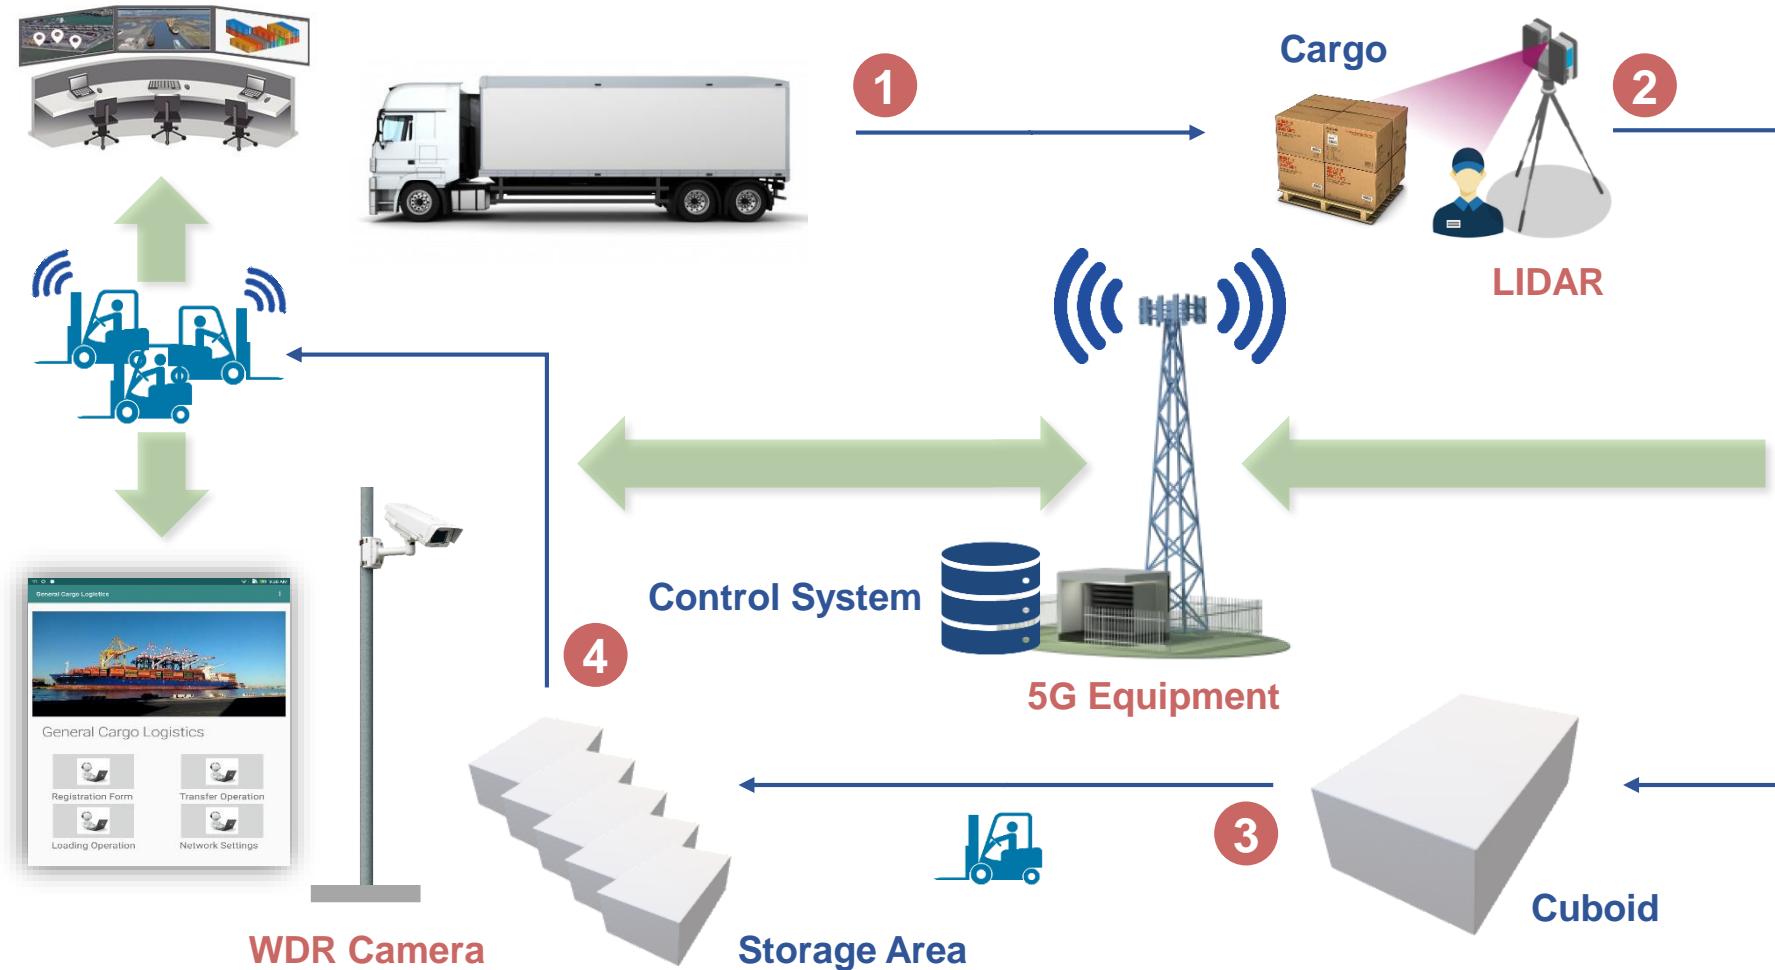 1
Cargo
2
LIDAR
Control System
4
5G Equipment
General Cargo Logistics
General Cargo Logistics
Registration Form
Transfer Operation
Loading Operation
Network Settings
3
Cuboid
WDR Camera
Storage Area